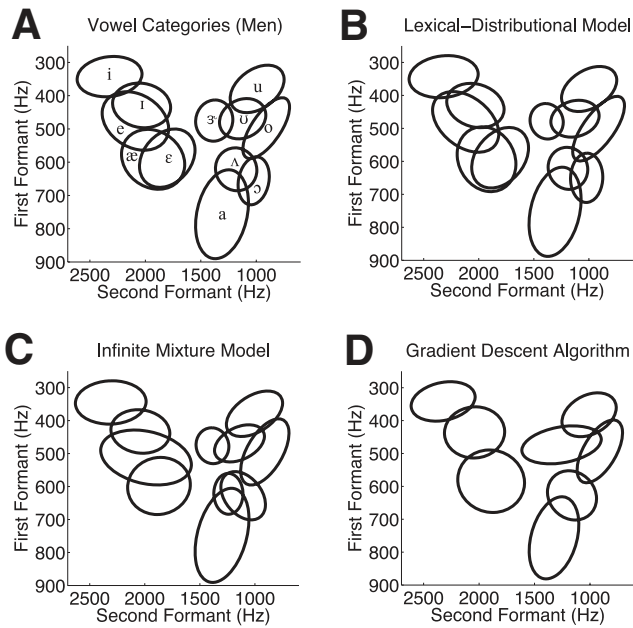 A
Vowel Categories (Men)
300
400
500
600
700
800
900
First Formant (Hz)
i
ɪ
e
æ
ɛ
ɝ
ʊ
u
o
ʌ
ɔ
a
2500 2000 1500 1000
Second Formant (Hz)
B
Lexical−Distributional Model
300
400
500
600
700
800
900
First Formant (Hz)
2500 2000 1500 1000
Second Formant (Hz)
C
Infinite Mixture Model
300
400
500
600
700
800
900
First Formant (Hz)
2500 2000 1500 1000
Second Formant (Hz)
D
Gradient Descent Algorithm
300
400
500
600
700
800
900
First Formant (Hz)
2500 2000 1500 1000
Second Formant (Hz)